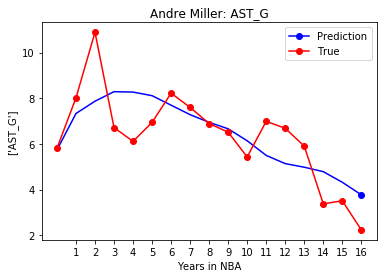 Andre Miller: AST_G
Prediction
True
['AST_G']
10
8
6
4
2
1 2 3 4 5 6 7 8 9 10 11 12 13 14 15 16
Years in NBA